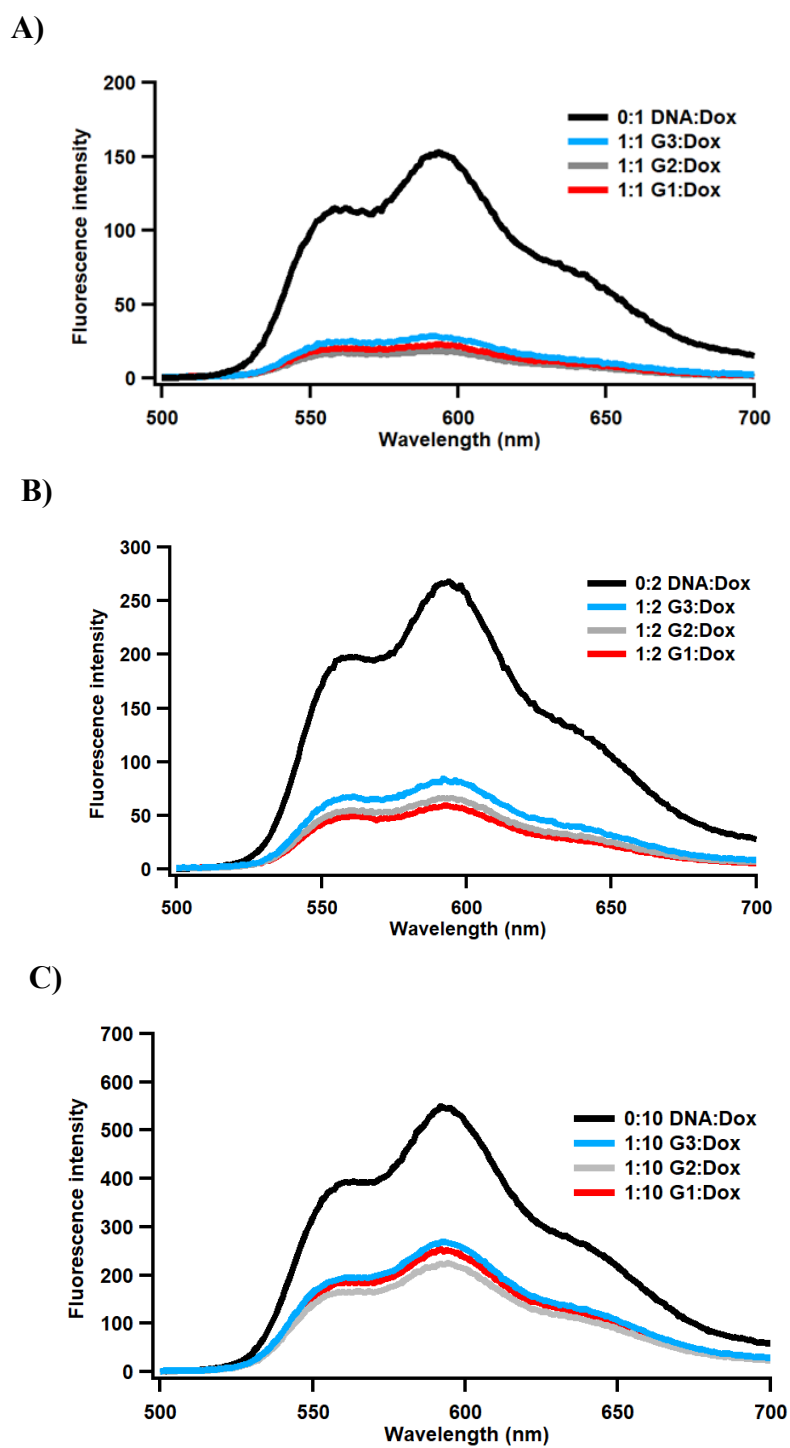 A)
200
150
100
50
0
Fluorescence intensity
0:1 DNA:Dox
1:1 G3:Dox
1:1 G2:Dox
1:1 G1:Dox
500 550 600 650 700
Wavelength (nm)
B)
300
250
200
150
100
50
0
Fluorescence intensity
0:2 DNA:Dox
1:2 G3:Dox
1:2 G2:Dox
1:2 G1:Dox
500 550 600 650 700
Wavelength (nm)
C)
700
600
500
400
300
200
100
0
Fluorescence intensity
0:10 DNA:Dox
1:10 G3:Dox
1:10 G2:Dox
1:10 G1:Dox
500 550 600 650 700
Wavelength (nm)